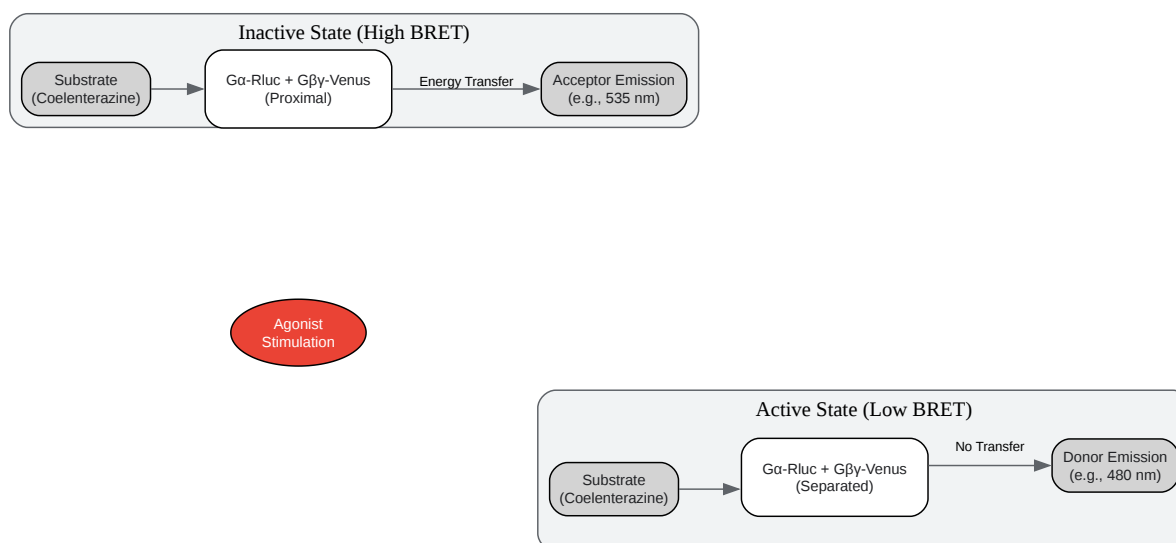 Inactive State (High BRET)
Substrate
(Coelenterazine)
Gα-Rluc + Gβγ-Venus
(Proximal)
Energy Transfer
Acceptor Emission
(e.g., 535 nm)
Agonist
Stimulation
Active State (Low BRET)
Substrate
(Coelenterazine)
Gα-Rluc + Gβγ-Venus
(Separated)
No Transfer
Donor Emission
(e.g., 480 nm)